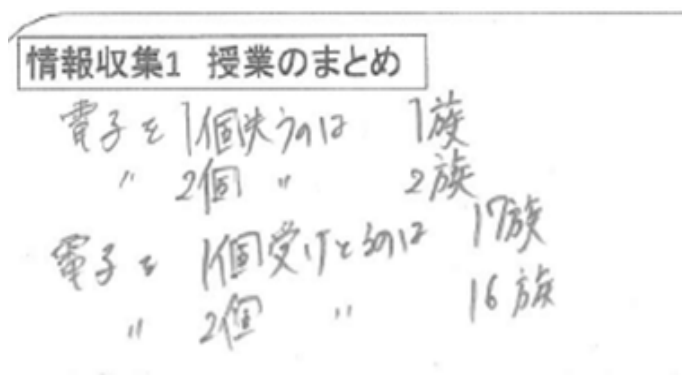 情報収集1 授業のまとめ
電子を1個失うのは 1族
〃 2個 〃 2族
電子を1個受けとるのは 17族
〃 2個 〃 16族